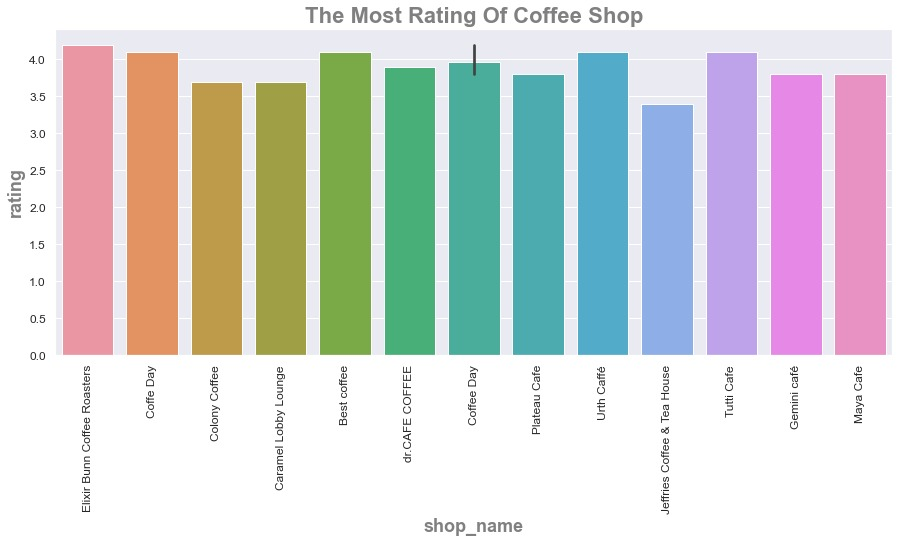 The Most Rating Of Coffee Shop
rating
4.0
3.5
3.0
2.5
2.0
1.5
1.0
0.5
0.0
Elixir Bunn Coffee Roasters
Coffe Day
Colony Coffee
Caramel Lobby Lounge
Best coffee
dr.CAFE COFFEE
Coffee Day
Plateau Cafe
Urth Caffé
Jeffries Coffee & Tea House
Tutti Cafe
Gemini café
Maya Cafe
shop_name